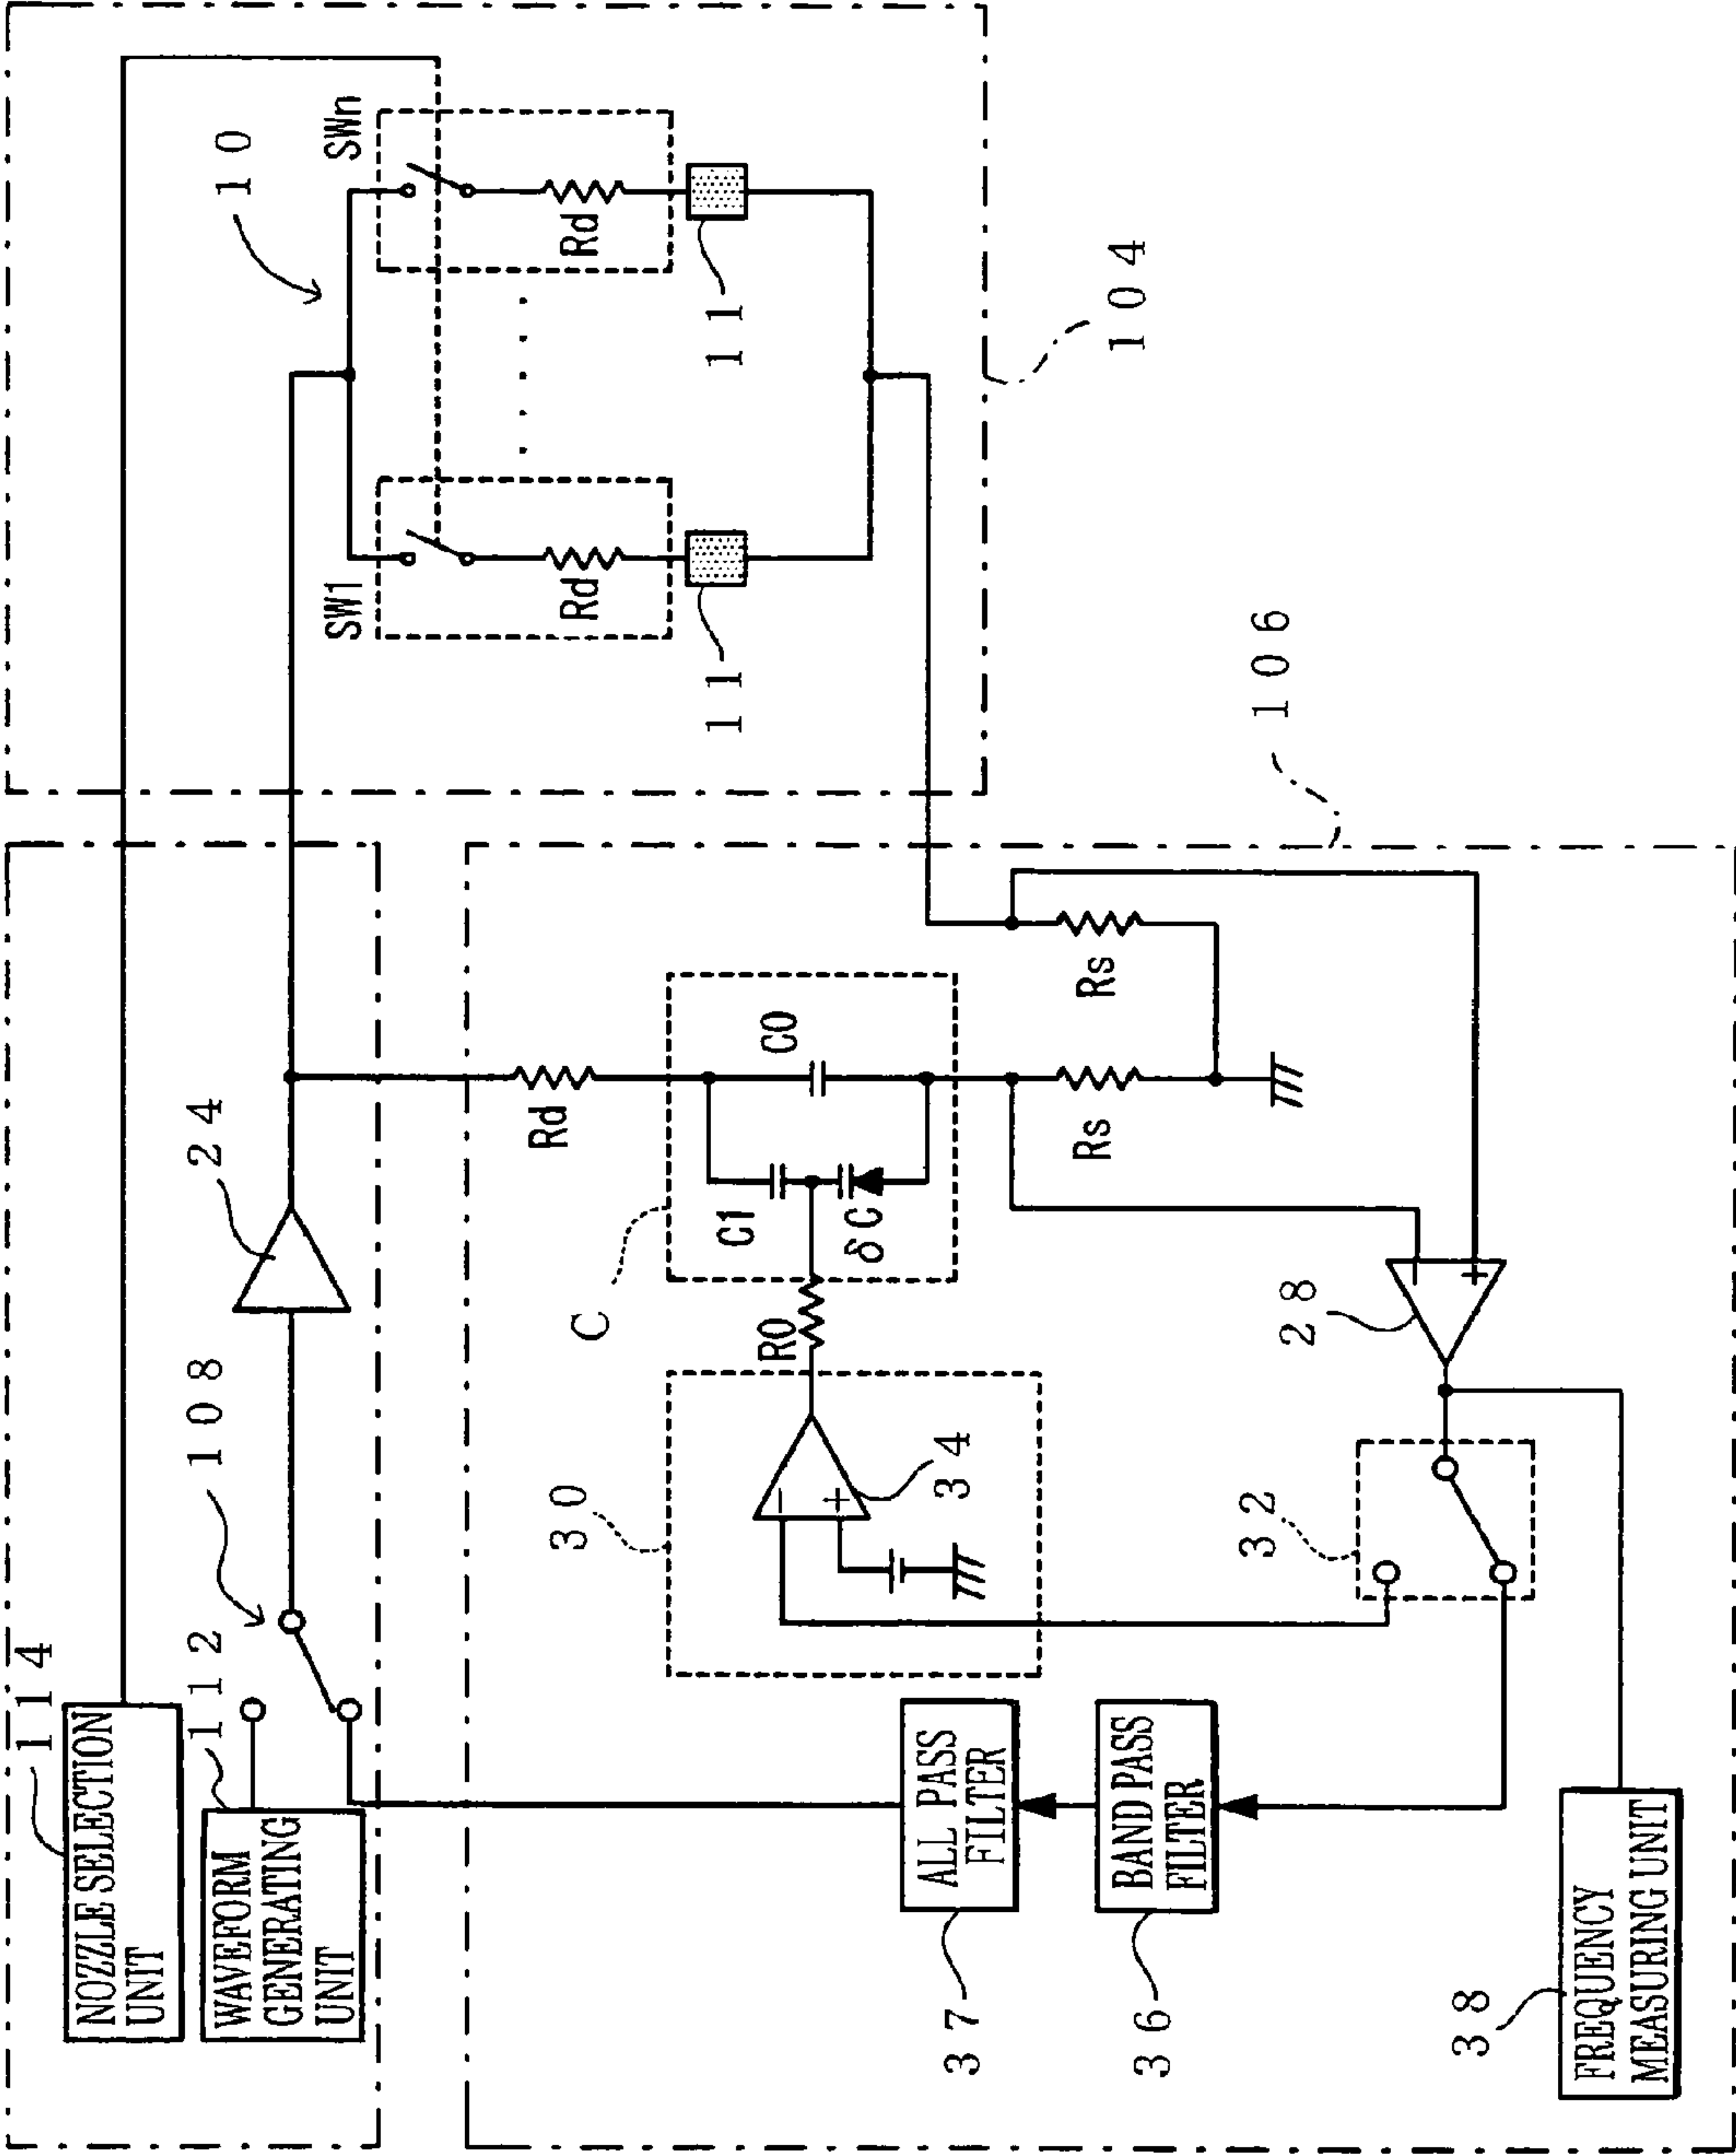 114
NOZZLE SELECTION
UNIT
112
WAVEFORM
GENERATING
UNIT
108
24
10
SW1
SWn
Rd
Rd
11
11
104
106
Rd
C
C1
C0
δC
R0
Rs
Rs
30
34
28
32
37
ALL PASS
FILTER
36
BAND PASS
FILTER
38
FREQUENCY
MEASURING UNIT